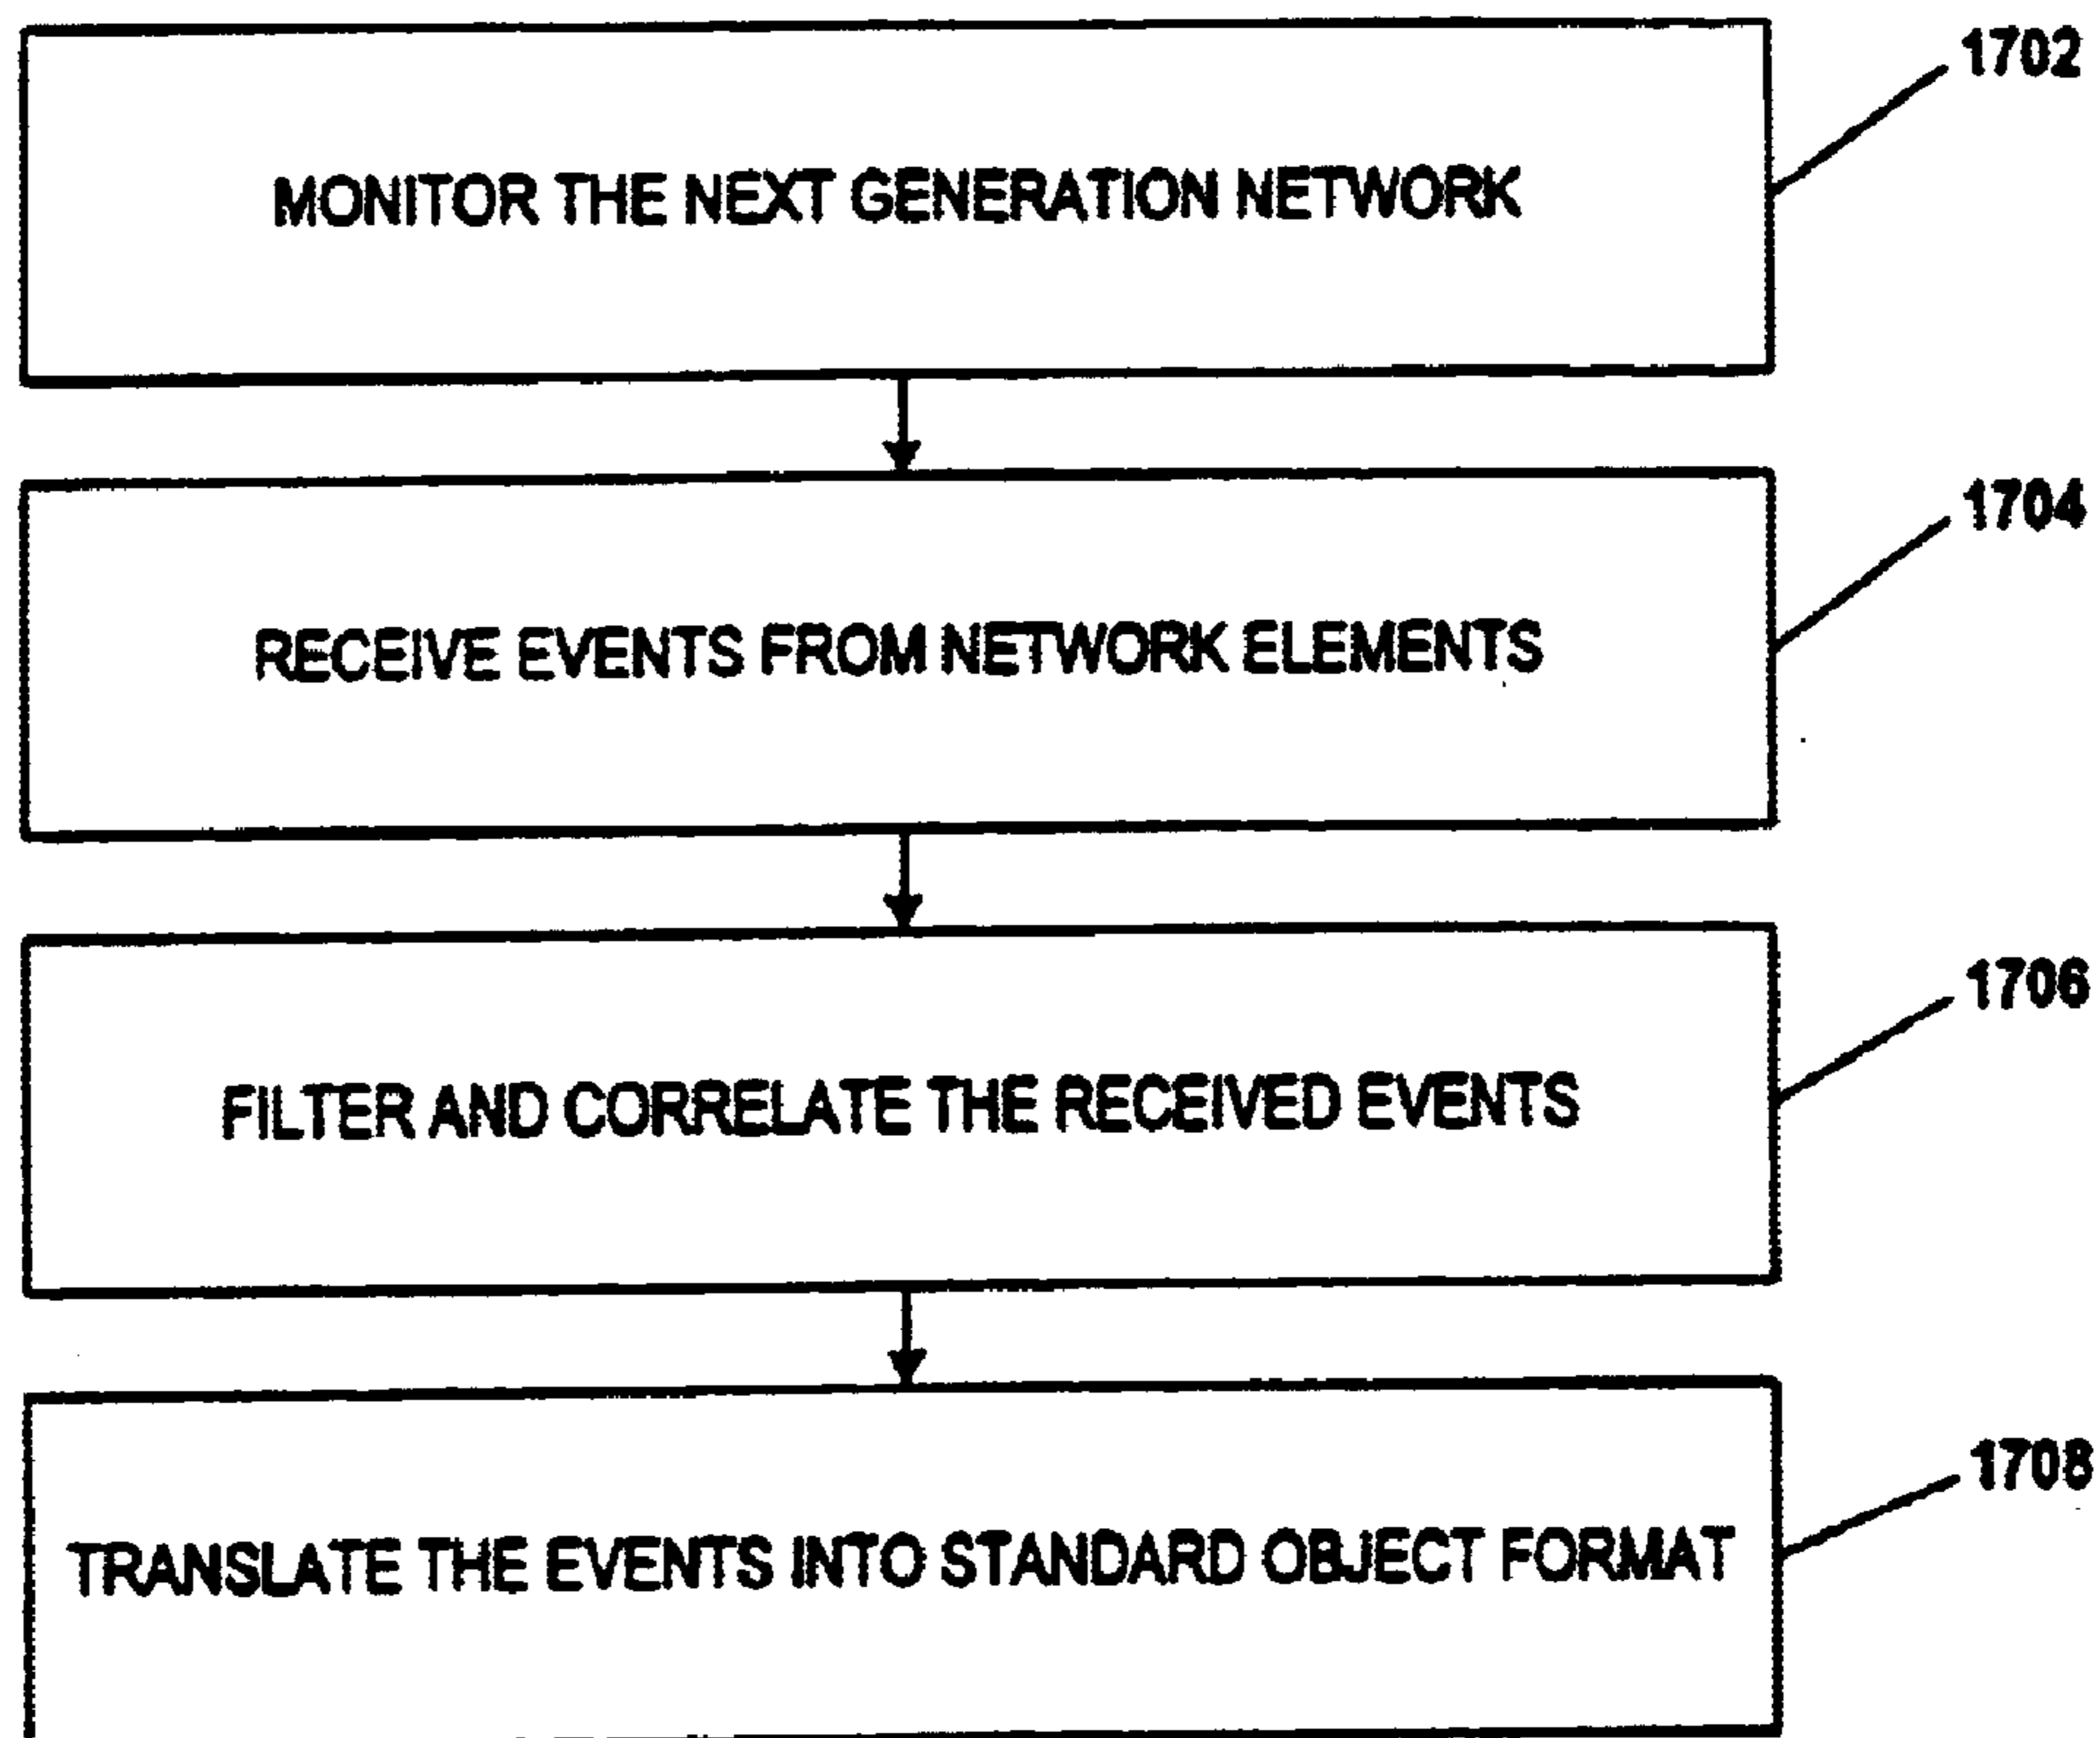 1702
MONITOR THE NEXT GENERATION NETWORK
1704
RECEIVE EVENTS FROM NETWORK ELEMENTS
1706
FILTER AND CORRELATE THE RECEIVED EVENTS
1708
TRANSLATE THE EVENTS INTO STANDARD OBJECT FORMAT